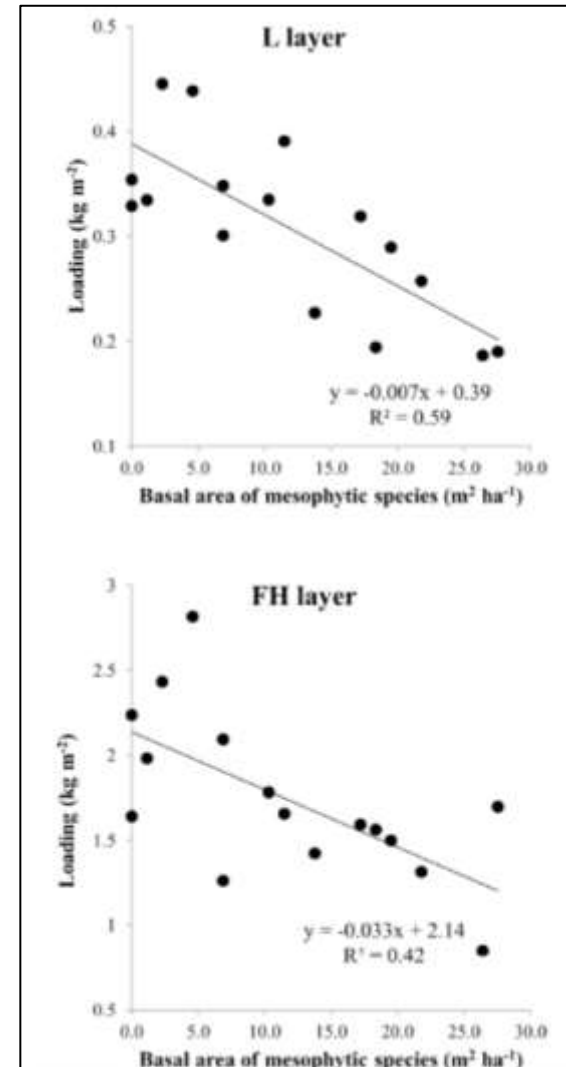 L layer
0.5
0.4
0.3
0.2
0.1
Loading (kg m-2)
y = -0.007x + 0.39
R² = 0.59
0.0 5.0 10.0 15.0 20.0 25.0 30.0
Basal area of mesophytic species (m² ha-1)
FH layer
3
2.5
2
1.5
1
0.5
Loading (kg m-2)
y = -0.033x + 2.14
R² = 0.42
0.0 5.0 10.0 15.0 20.0 25.0 30.0
Basal area of mesophytic species (m² ha-1)